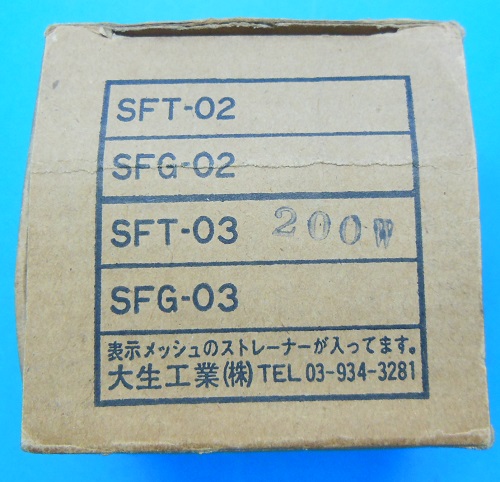 SFT-02
SFG-02
SFT-03 200W
SFG-03
表示メッシュのストレーナーが入ってます。
大生工業(株)TEL 03-934-3281